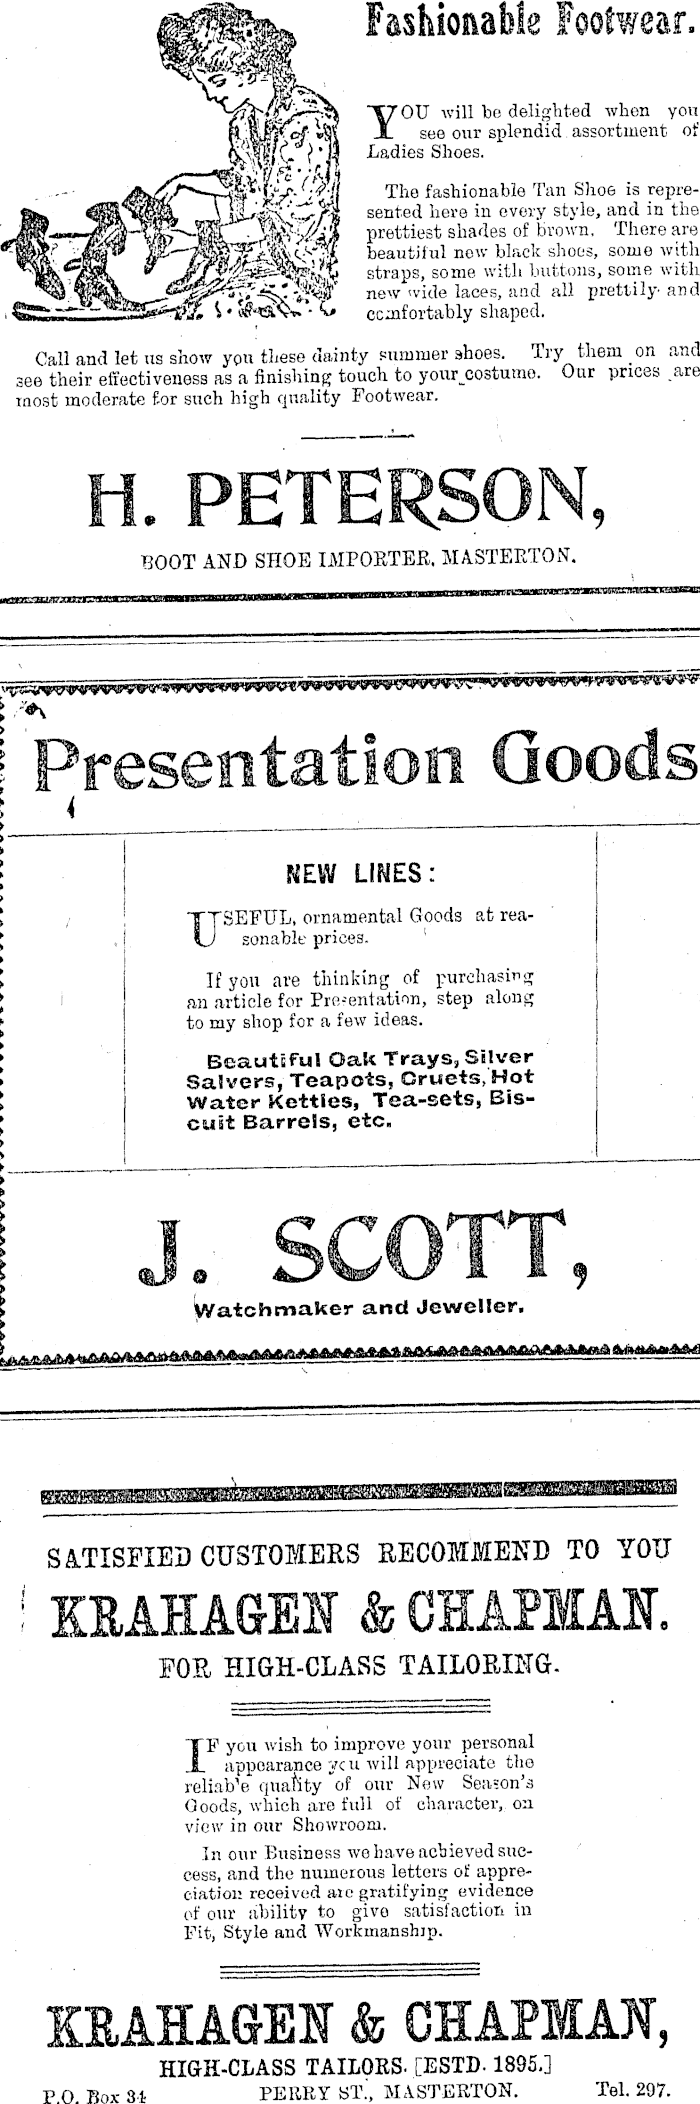 Fashionable Footwear.
YOU will be delighted when you
see our splendid assortment of
Ladies Shoes.
The fashionable Tan Shoe is repre-
sented here in every style, and in the
prettiest shades of brown. There are
beautiful new black shoes, some with
straps, some with buttons, some with
new wide laces, and all prettily and
comfortably shaped.
Call and let us show you these dainty summer shoes. Try them on and
see their effectiveness as a finishing touch to your costume. Our prices are
most moderate for such high quality Footwear.
H. PETERSON,
BOOT AND SHOE IMPORTER, MASTERTON.
Presentation Goods
NEW LINES:
USEFUL, ornamental Goods at rea-
sonable prices.
If you are thinking of purchasing
an article for Presentation, step along
to my shop for a few ideas.
Beautiful Oak Trays, Silver
Salvers, Teapots, Cruets, Hot
Water Kettles, Tea-sets, Bis-
cuit Barrels, etc.
J. SCOTT,
Watchmaker and Jeweller.
SATISFIED CUSTOMERS RECOMMEND TO YOU
KRAHAGEN & CHAPMAN.
FOR HIGH-CLASS TAILORING.
IF you wish to improve your personal
appearance you will appreciate the
reliable quality of our New Season's
Goods, which are full of character, on
view in our Showroom.
In our Business we have achieved suc-
cess, and the numerous letters of appre-
ciation received are gratifying evidence
of our ability to give satisfaction in
Fit, Style and Workmanship.
KRAHAGEN & CHAPMAN,
HIGH-CLASS TAILORS. [ESTD. 1895.]
P.O. Box 34 PERRY ST., MASTERTON. Tel. 297.